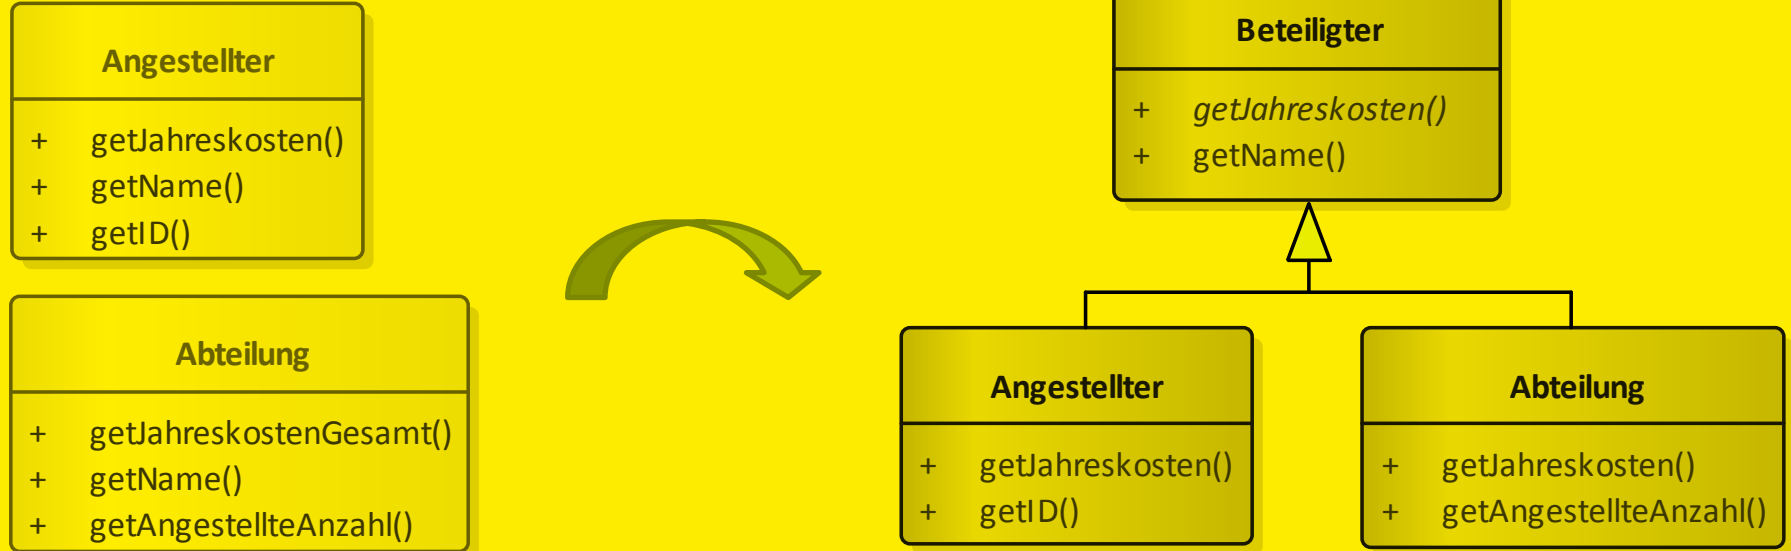 Angestellter
+ getJahreskosten()
+ getName()
+ getID()
Abteilung
+ getJahreskostenGesamt()
+ getName()
+ getAngestellteAnzahl()
Beteiligter
+ getJahreskosten()
+ getName()
Angestellter
+ getJahreskosten()
+ getID()
Abteilung
+ getJahreskosten()
+ getAngestellteAnzahl()